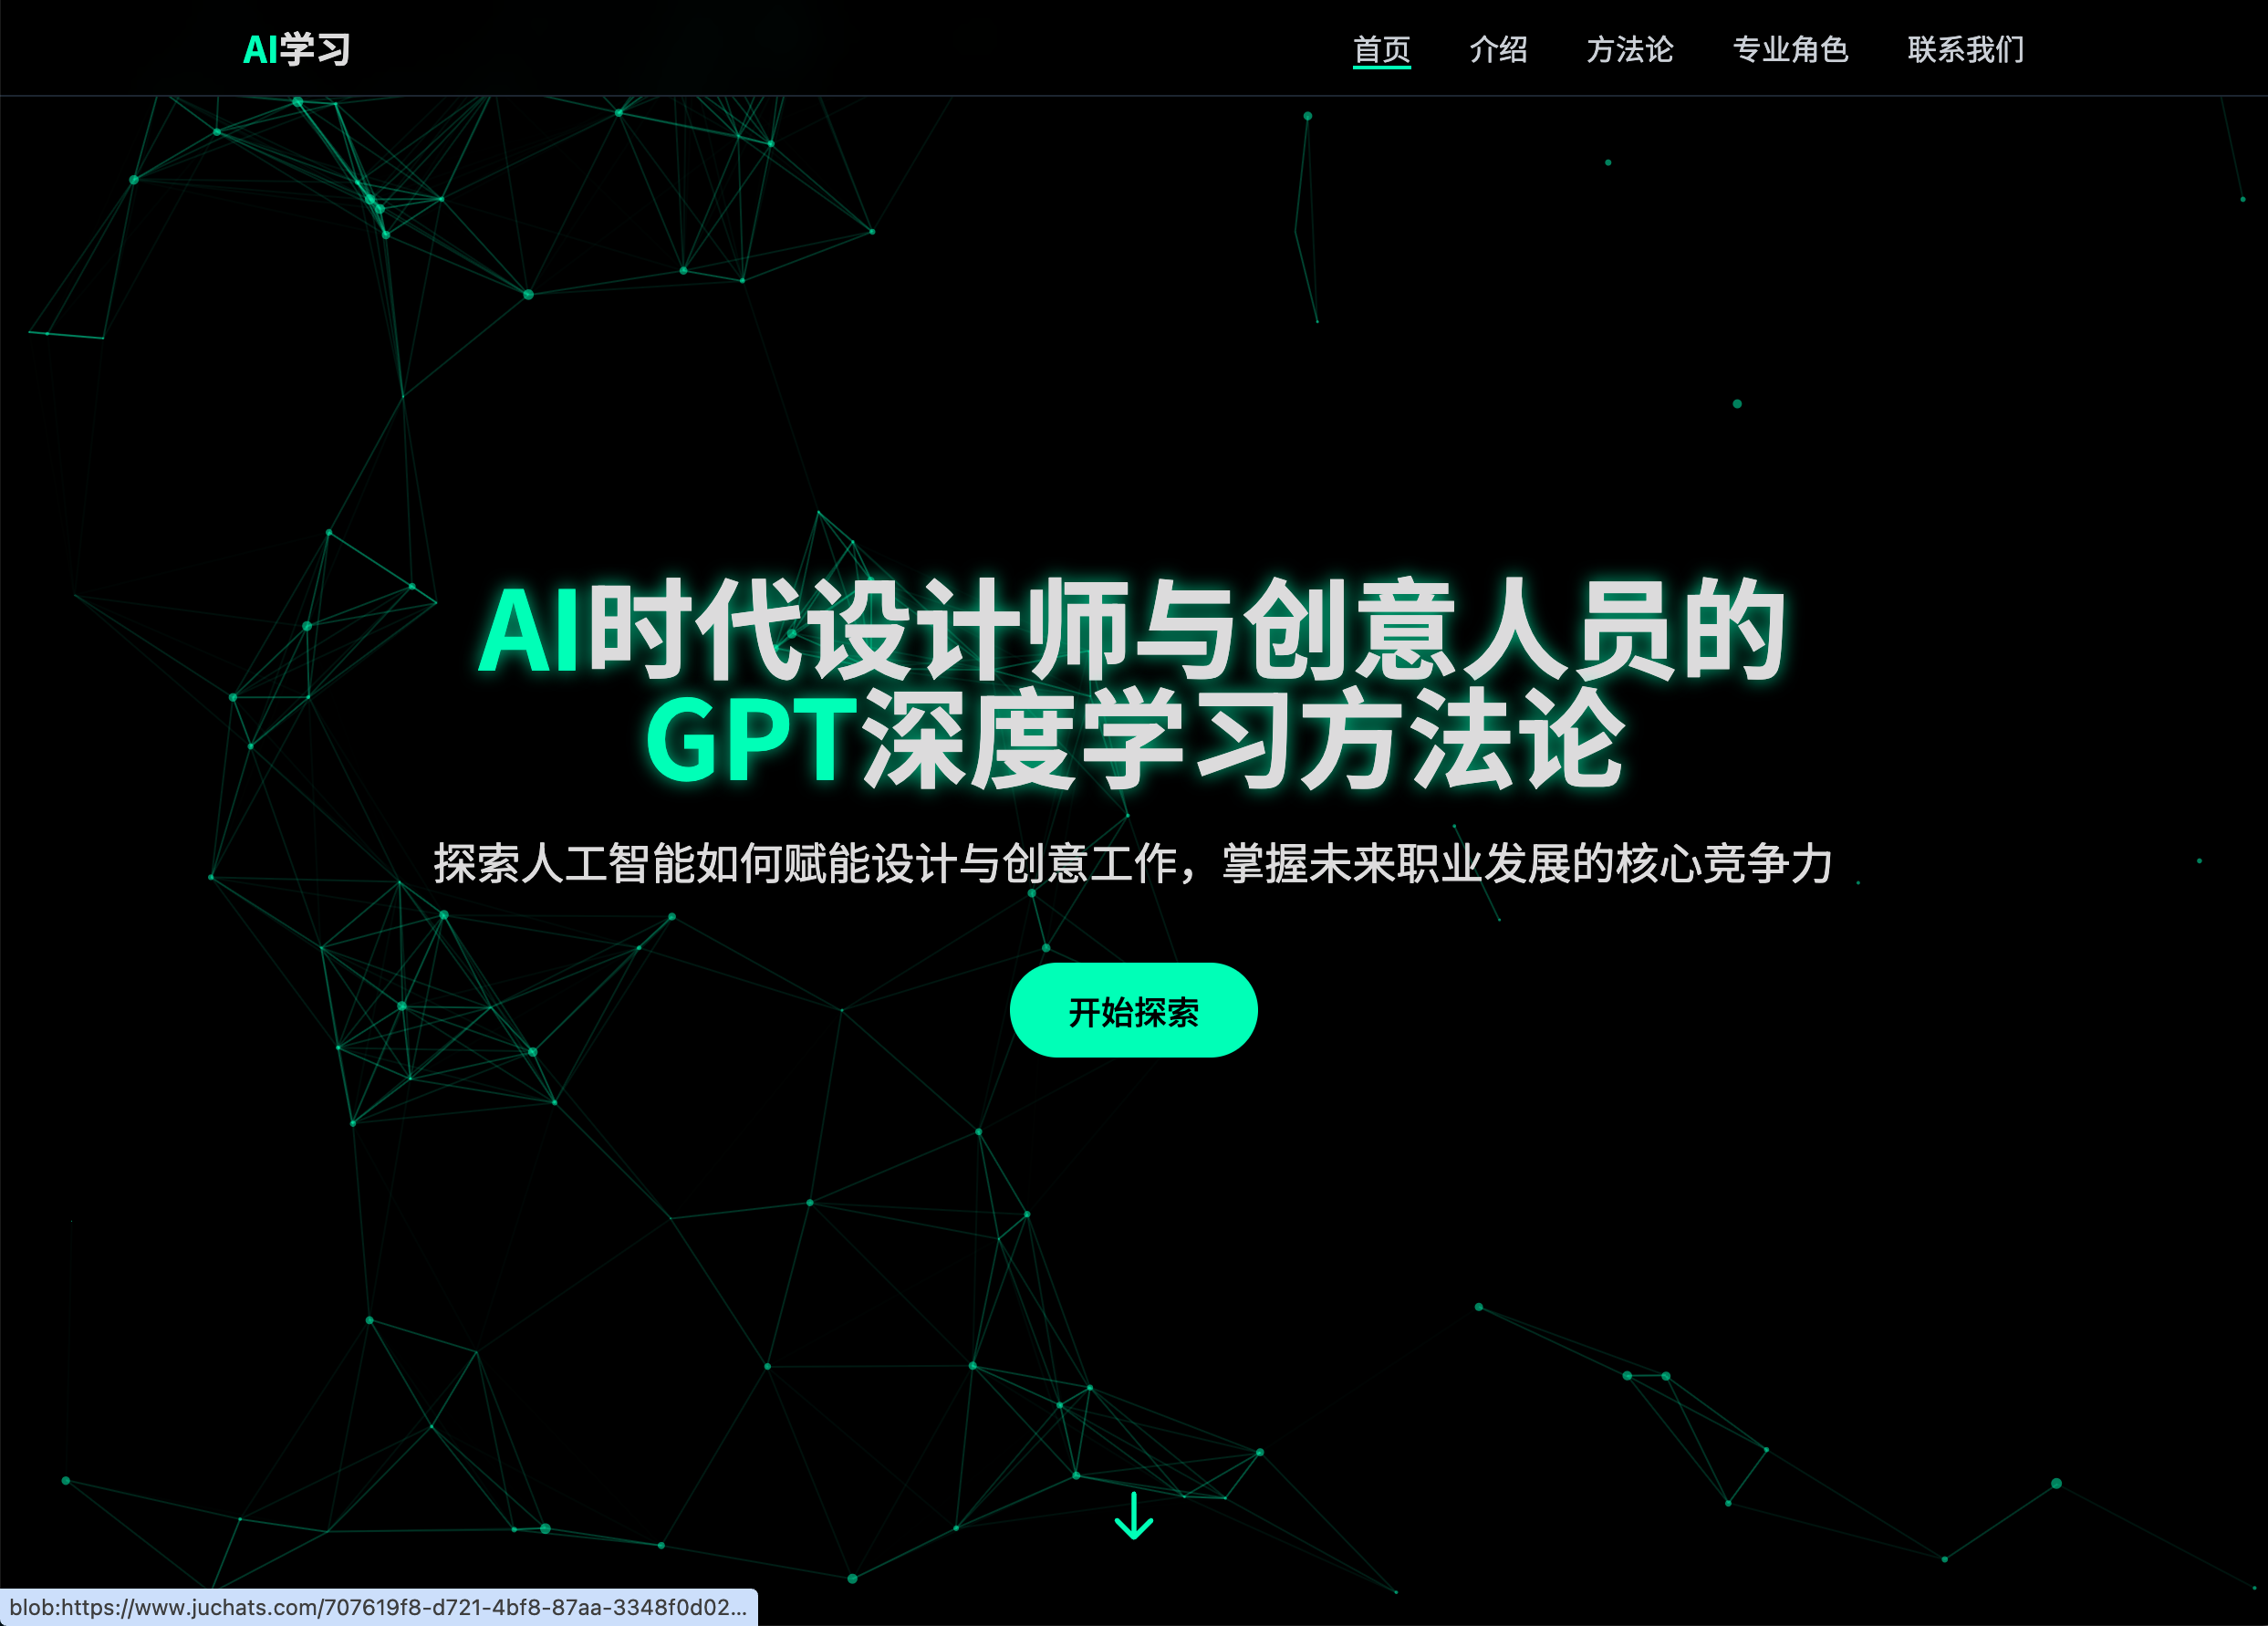 AI学习
首页
介绍
方法论
专业角色
联系我们
AI时代设计师与创意人员的
GPT深度学习方法论
探索人工智能如何赋能设计与创意工作，掌握未来职业发展的核心竞争力
开始探索
blob:https://www.juchats.com/707619f8-d721-4bf8-87aa-3348f0d02...